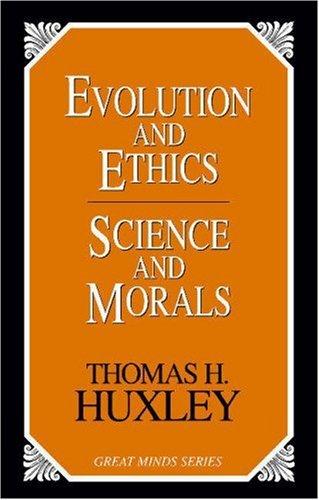 EVOLUTION
AND
ETHICS
SCIENCE
AND
MORALS
THOMAS H.
HUXLEY
GREAT MINDS SERIES